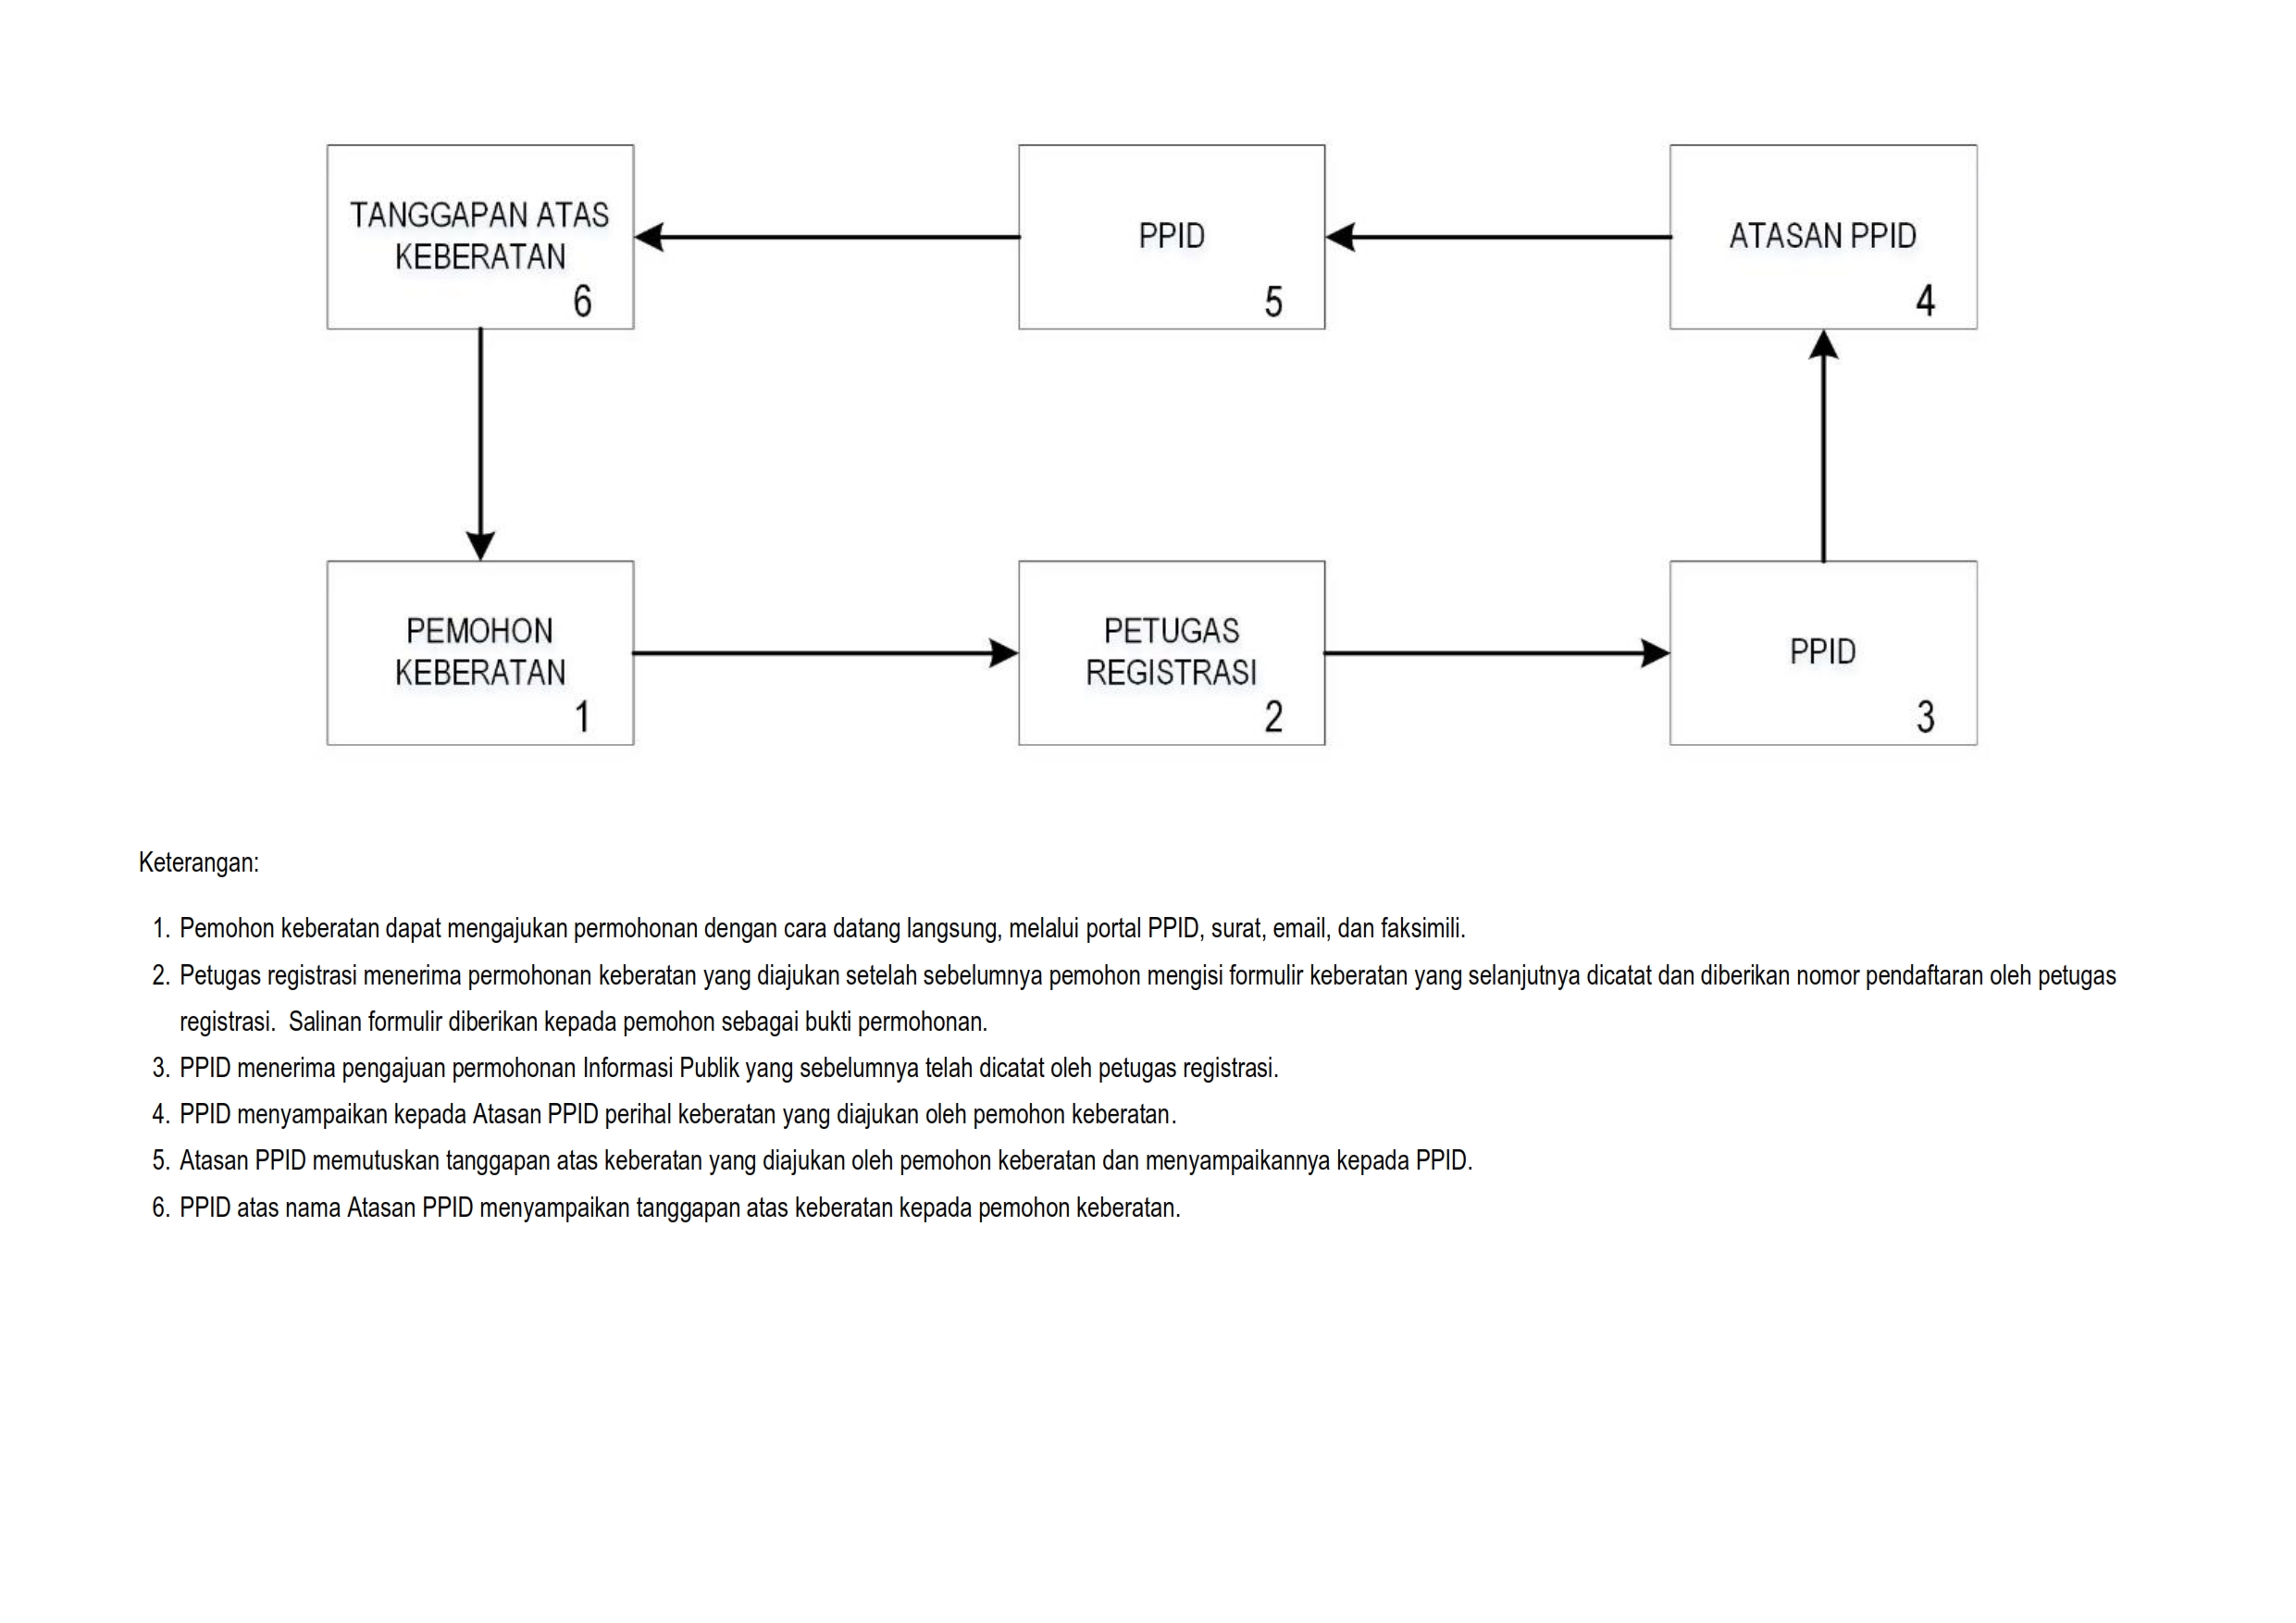 TANGGAPAN ATAS
KEBERATAN
6
PPID
5
ATASAN PPID
4
PEMOHON
KEBERATAN
1
PETUGAS
REGISTRASI
2
PPID
3
Keterangan:
1. Pemohon keberatan dapat mengajukan permohonan dengan cara datang langsung, melalui portal PPID, surat, email, dan faksimili.
2. Petugas registrasi menerima permohonan keberatan yang diajukan setelah sebelumnya pemohon mengisi formulir keberatan yang selanjutnya dicatat dan diberikan nomor pendaftaran oleh petugas
registrasi.  Salinan formulir diberikan kepada pemohon sebagai bukti permohonan.
3. PPID menerima pengajuan permohonan Informasi Publik yang sebelumnya telah dicatat oleh petugas registrasi.
4. PPID menyampaikan kepada Atasan PPID perihal keberatan yang diajukan oleh pemohon keberatan.
5. Atasan PPID memutuskan tanggapan atas keberatan yang diajukan oleh pemohon keberatan dan menyampaikannya kepada PPID.
6. PPID atas nama Atasan PPID menyampaikan tanggapan atas keberatan kepada pemohon keberatan.